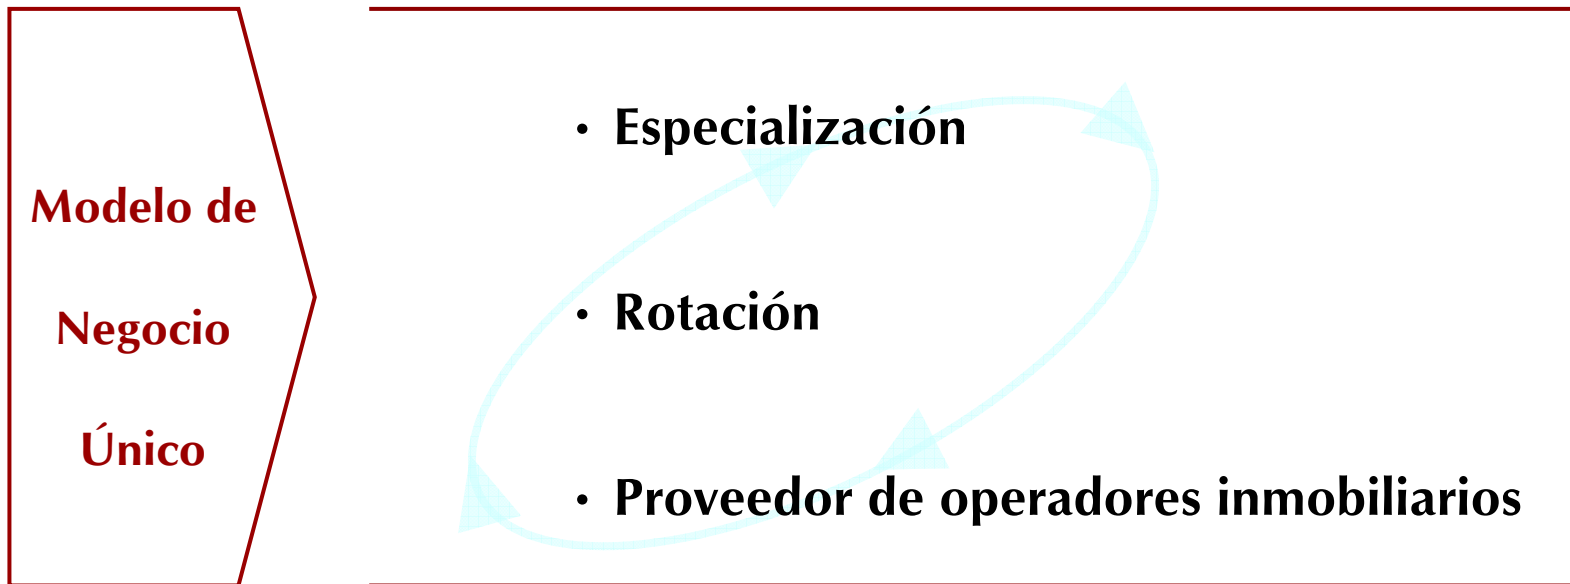 Modelo de
Negocio
Único
• Especialización
• Rotación
• Proveedor de operadores inmobiliarios